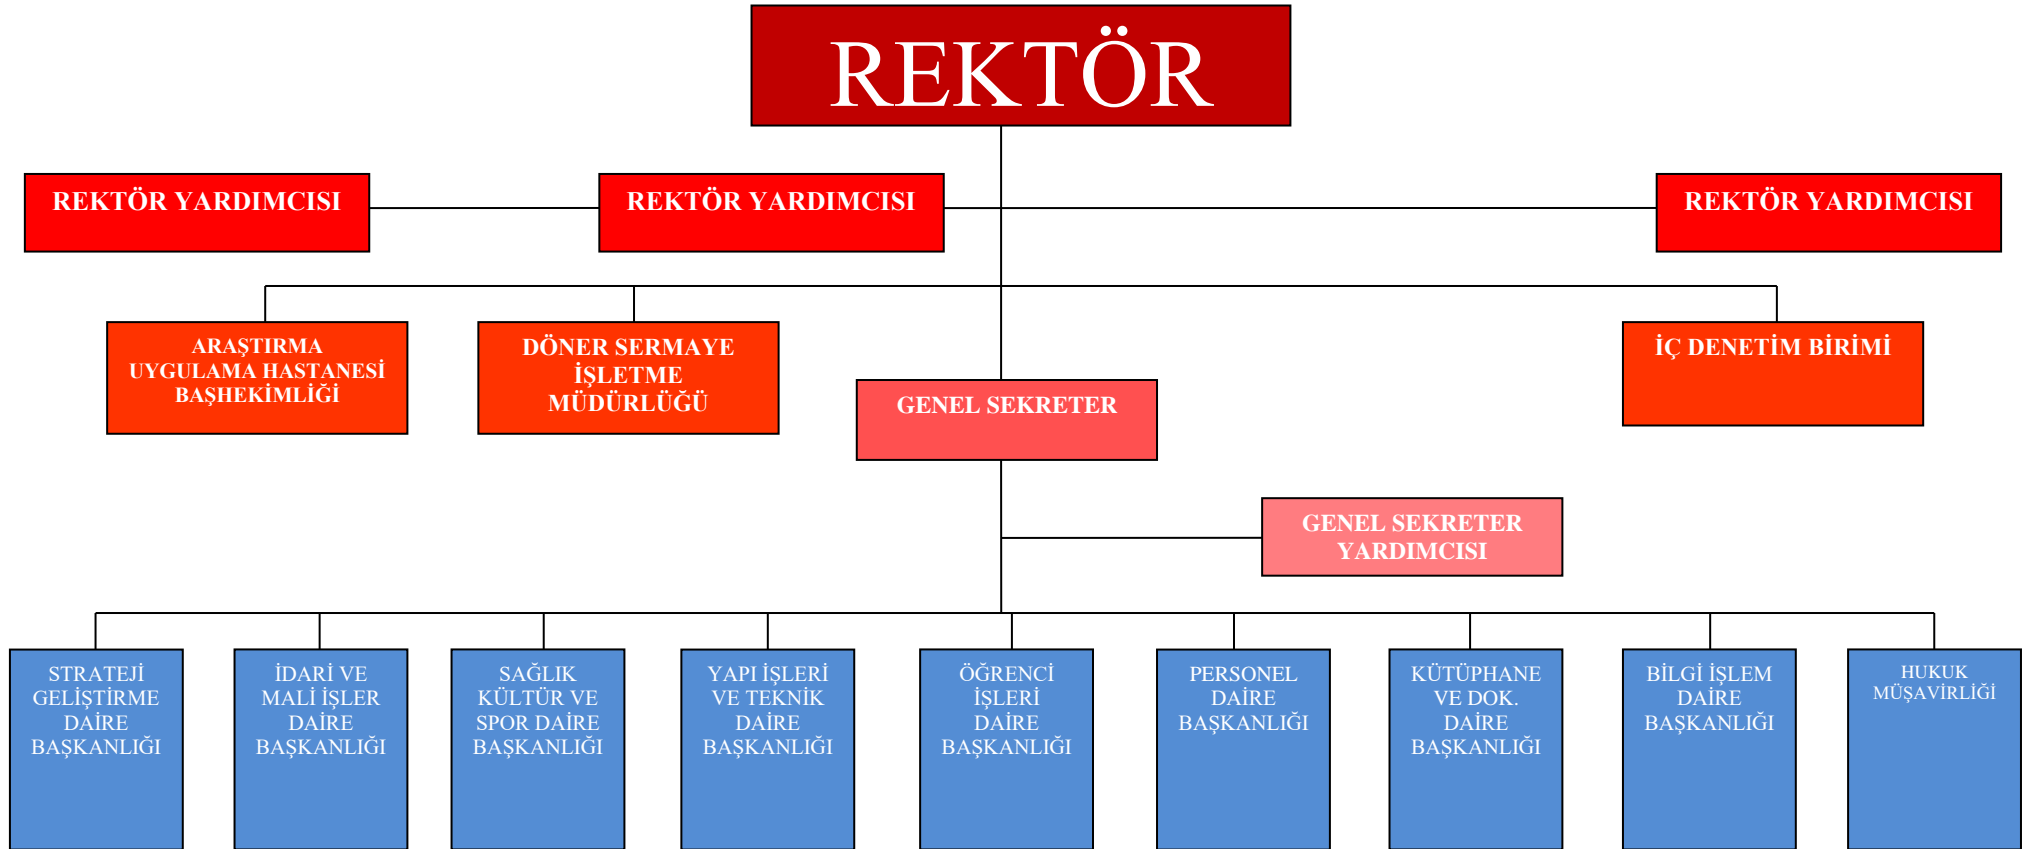 REKTÖR
REKTÖR YARDIMCISI
REKTÖR YARDIMCISI
REKTÖR YARDIMCISI
ARAŞTIRMA
UYGULAMA HASTANESİ
BAŞHEKİMLİĞİ
DÖNER SERMAYE
İŞLETME
MÜDÜRLÜĞÜ
İÇ DENETİM BİRİMİ
GENEL SEKRETER
GENEL SEKRETER
YARDIMCISI
STRATEJİ
GELİŞTİRME
DAİRE
BAŞKANLIĞI
İDARİ VE
MALİ İŞLER
DAİRE
BAŞKANLIĞI
SAĞLIK
KÜLTÜR VE
SPOR DAİRE
BAŞKANLIĞI
YAPI İŞLERİ
VE TEKNİK
DAİRE
BAŞKANLIĞI
ÖĞRENCİ
İŞLERİ
DAİRE
BAŞKANLIĞI
PERSONEL
DAİRE
BAŞKANLIĞI
KÜTÜPHANE
VE DOK.
DAİRE
BAŞKANLIĞI
BİLGİ İŞLEM
DAİRE
BAŞKANLIĞI
HUKUK
MÜŞAVİRLİĞİ